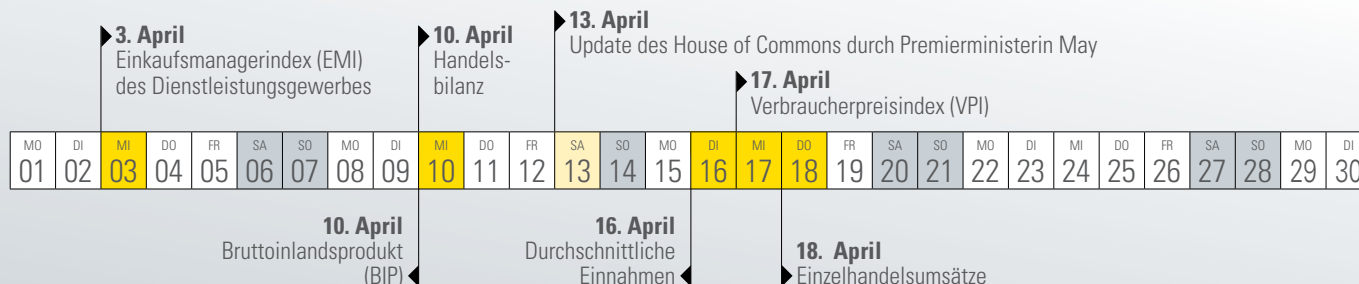 3. April
Einkaufsmanagerindex (EMI)
des Dienstleistungsgewerbes
10. April
Handels-
bilanz
13. April
Update des House of Commons durch Premierministerin May
17. April
Verbraucherpreisindex (VPI)
MO DI MI DO FR SA SO MO DI MI DO FR SA SO MO DI MI DO FR SA SO MO DI MI DO FR SA SO MO DI
01 02 03 04 05 06 07 08 09 10 11 12 13 14 15 16 17 18 19 20 21 22 23 24 25 26 27 28 29 30
10. April
Bruttoinlandsprodukt
(BIP)
16. April
Durchschnittliche
Einnahmen
18. April
Einzelhandelsumsätze